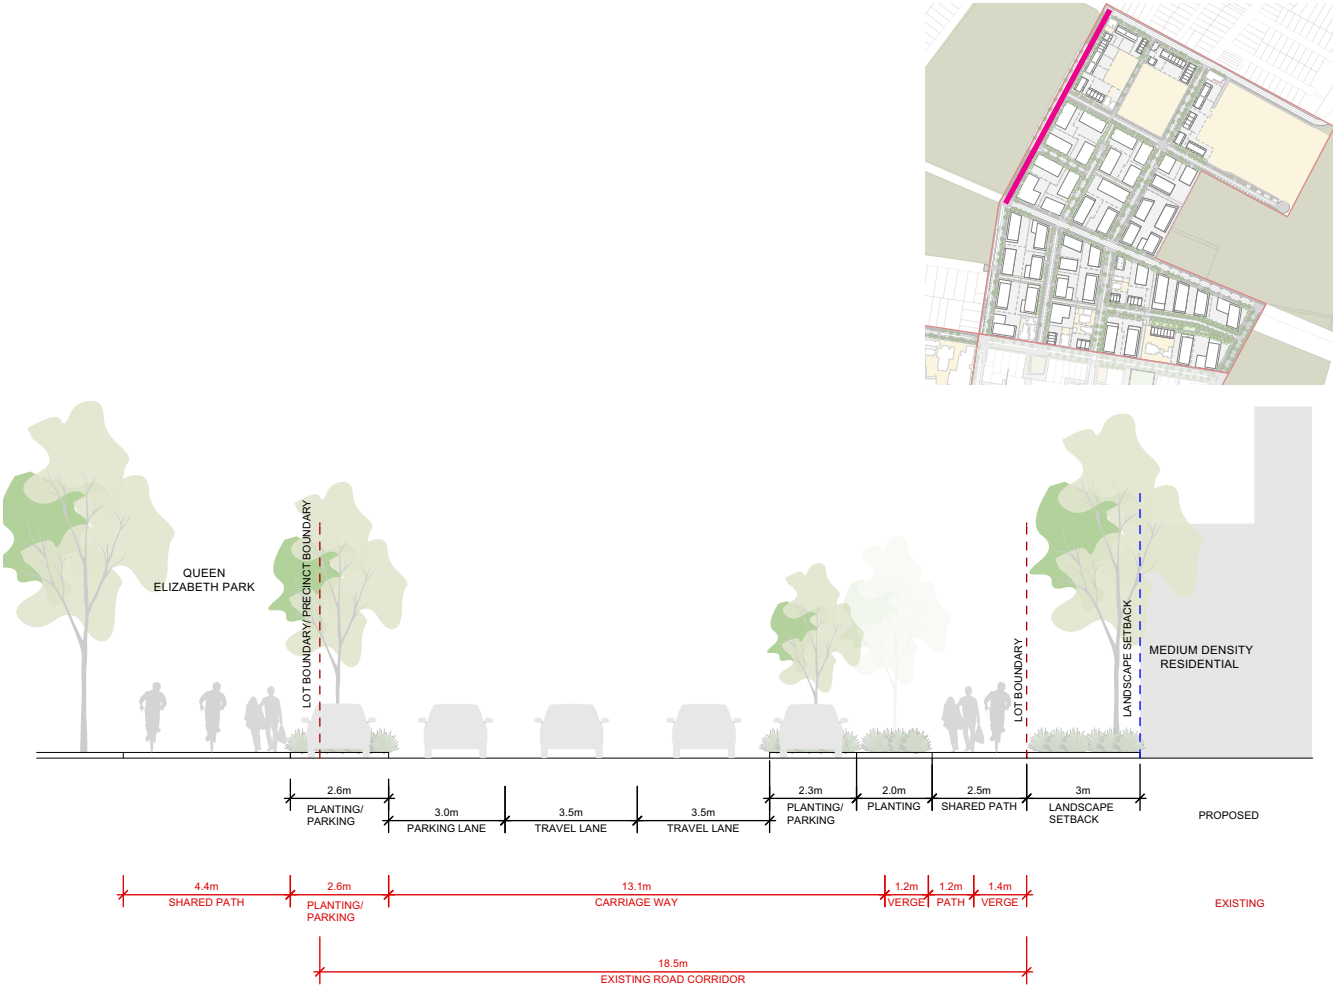 QUEEN
ELIZABETH PARK
LOT BOUNDARY/ PRECINCT BOUNDARY
LOT BOUNDARY
LANDSCAPE SETBACK
MEDIUM DENSITY
RESIDENTIAL
2.6m
PLANTING/
PARKING
3.0m
PARKING LANE
3.5m
TRAVEL LANE
3.5m
TRAVEL LANE
2.3m
PLANTING/
PARKING
2.0m
PLANTING
2.5m
SHARED PATH
3m
LANDSCAPE
SETBACK
PROPOSED
4.4m
SHARED PATH
2.6m
PLANTING/
PARKING
13.1m
CARRIAGE WAY
1.2m
VERGE
1.2m
PATH
1.4m
VERGE
EXISTING
18.5m
EXISTING ROAD CORRIDOR